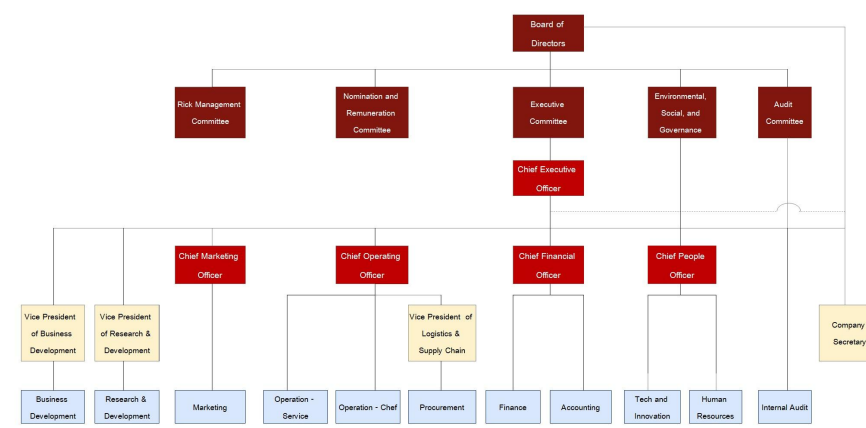 Board of
Directors
Rick Management
Committee
Nomination and
Remuneration
Committee
Executive
Committee
Environmental,
Social, and
Governance
Audit
Committee
Chief Executive
Officer
Chief Marketing
Officer
Chief Operating
Officer
Chief Financial
Officer
Chief People
Officer
Vice President
of Business
Development
Vice President
of Research &
Development
Vice President of
Logistics &
Supply Chain
Company
Secretary
Business
Development
Research &
Development
Marketing
Operation -
Service
Operation - Chef
Procurement
Finance
Accounting
Tech and
Innovation
Human
Resources
Internal Audit